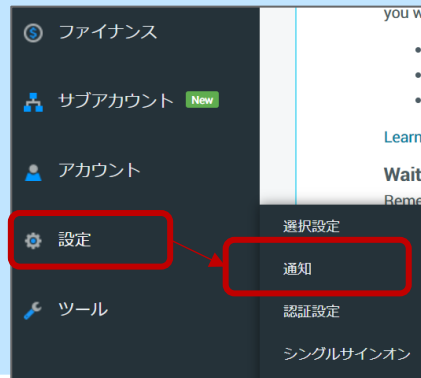 you w
ファイナンス
サブアカウント New
Learn
アカウント
Wait
Reme
設定
選択設定
通知
ツール
認証設定
シングルサインオン